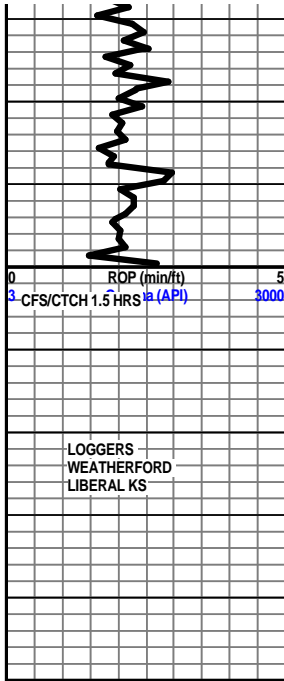 0 ROP (min/ft) 5
3 CFS/CTCH 1.5 HRS (API) 3000
LOGGERS
WEATHERFORD
LIBERAL KS